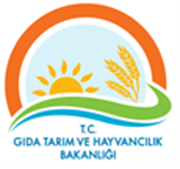 T.C.
GIDA TARIM VE HAYVANCILIK
BAKANLIĞI